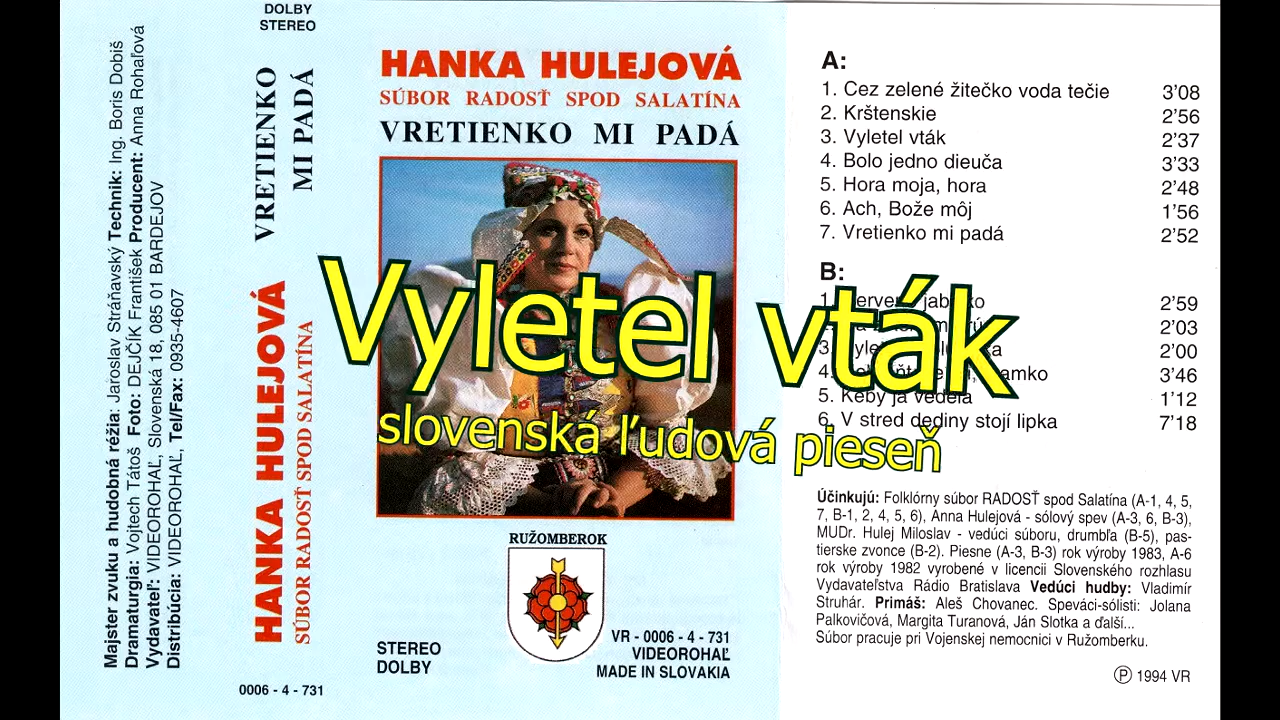 Majster zvuku a hudobná réžia: Jaroslav Stráňavský Technik: Ing. Boris Dobiš
Dramaturgia: Vojtech Tátoš Foto: DEJČÍK František Producent: Anna Rohaľová
Vydavateľ: VIDEOROHAĽ, Slovenská 18, 085 01 BARDEJOV
Distribúcia: VIDEOROHAĽ, Tel/Fax: 0935-4607
DOLBY
STEREO
HANKA HULEJOVÁ
SÚBOR RADOSŤ SPOD SALATÍNA
VRETIENKO
MI PADÁ
0006 - 4 - 731
HANKA HULEJOVÁ
SÚBOR RADOSŤ SPOD SALATÍNA
VRETIENKO MI PADÁ
Vyletel vták
slovenská ľudová pieseň
RUŽOMBEROK
STEREO
DOLBY
VR - 0006 - 4 - 731
VIDEOROHAĽ
MADE IN SLOVAKIA
A:
1. Cez zelené žitečko voda tečie 3'08
2. Krštenskie 2'56
3. Vyletel vták 2'37
4. Bolo jedno dieuča 3'33
5. Hora moja, hora 2'48
6. Ach, Bože môj 1'56
7. Vretienko mi padá 2'52
B:
1. 2'59
2. 2'03
3. 2'00
4. 3'46
5. Keby ja vedela 1'12
6. V stred dediny stojí lipka 7'18
Účinkujú: Folklórny súbor RADOSŤ spod Salatína (A-1, 4, 5,
7, B-1, 2, 4, 5, 6), Anna Hulejová - sólový spev (A-3, 6, B-3),
MUDr. Hulej Miloslav - vedúci súboru, drumbľa (B-5), pas-
tierske zvonce (B-2). Piesne (A-3, B-3) rok výroby 1983, A-6
rok výroby 1982 vyrobené v licencii Slovenského rozhlasu
Vydavateľstva Rádio Bratislava Vedúci hudby: Vladimír
Struhár. Primáš: Aleš Chovanec. Speváci-sólisti: Jolana
Palkovičová, Margita Turanová, Ján Slotka a ďalší...
Súbor pracuje pri Vojenskej nemocnici v Ružomberku.
Ⓟ 1994 VR